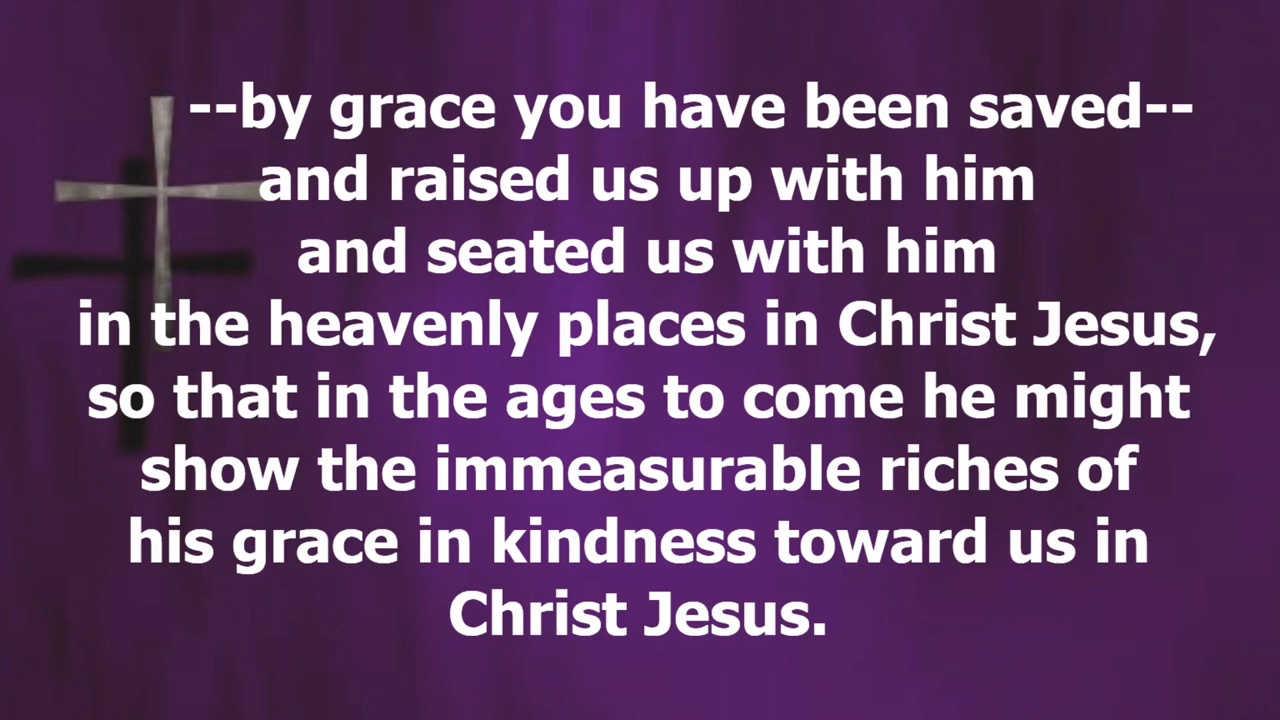 --by grace you have been saved--
and raised us up with him
and seated us with him
in the heavenly places in Christ Jesus,
so that in the ages to come he might
show the immeasurable riches of
his grace in kindness toward us in
Christ Jesus.